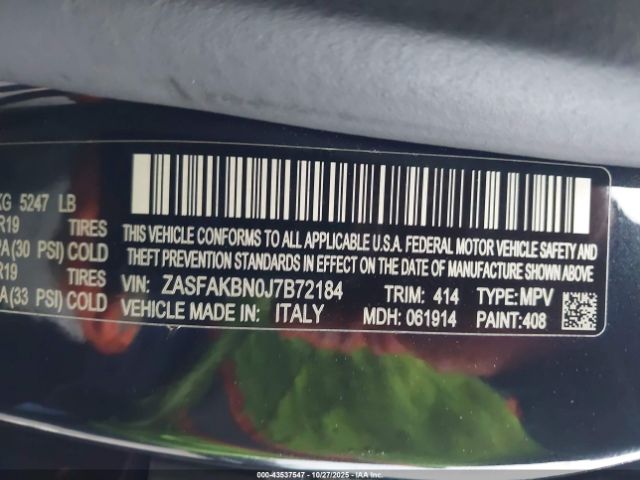 KG 5247 LB
R19 TIRES
PA(30 PSI) COLD
R19 TIRES
A(33 PSI) COLD
THIS VEHICLE CONFORMS TO ALL APPLICABLE U.S.A. FEDERAL MOTOR VEHICLE SAFETY AND
THEFT PREVENTION STANDARDS IN EFFECT ON THE DATE OF MANUFACTURE SHOWN ABOVE
VIN: ZASFAKBN0J7B72184 TRIM: 414 TYPE:MPV
VEHICLE MADE IN ITALY MDH: 061914 PAINT:408
000-43537547 - 10/27/2025 - IAA Inc.